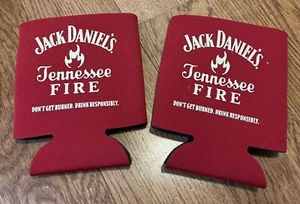 JACK DANIEL'S
Tennessee
FIRE
DON'T GET BURNED. DRINK RESPONSIBLY.
JACK DANIEL'S
Tennessee
FIRE
DON'T GET BURNED. DRINK RESPONSIBLY.